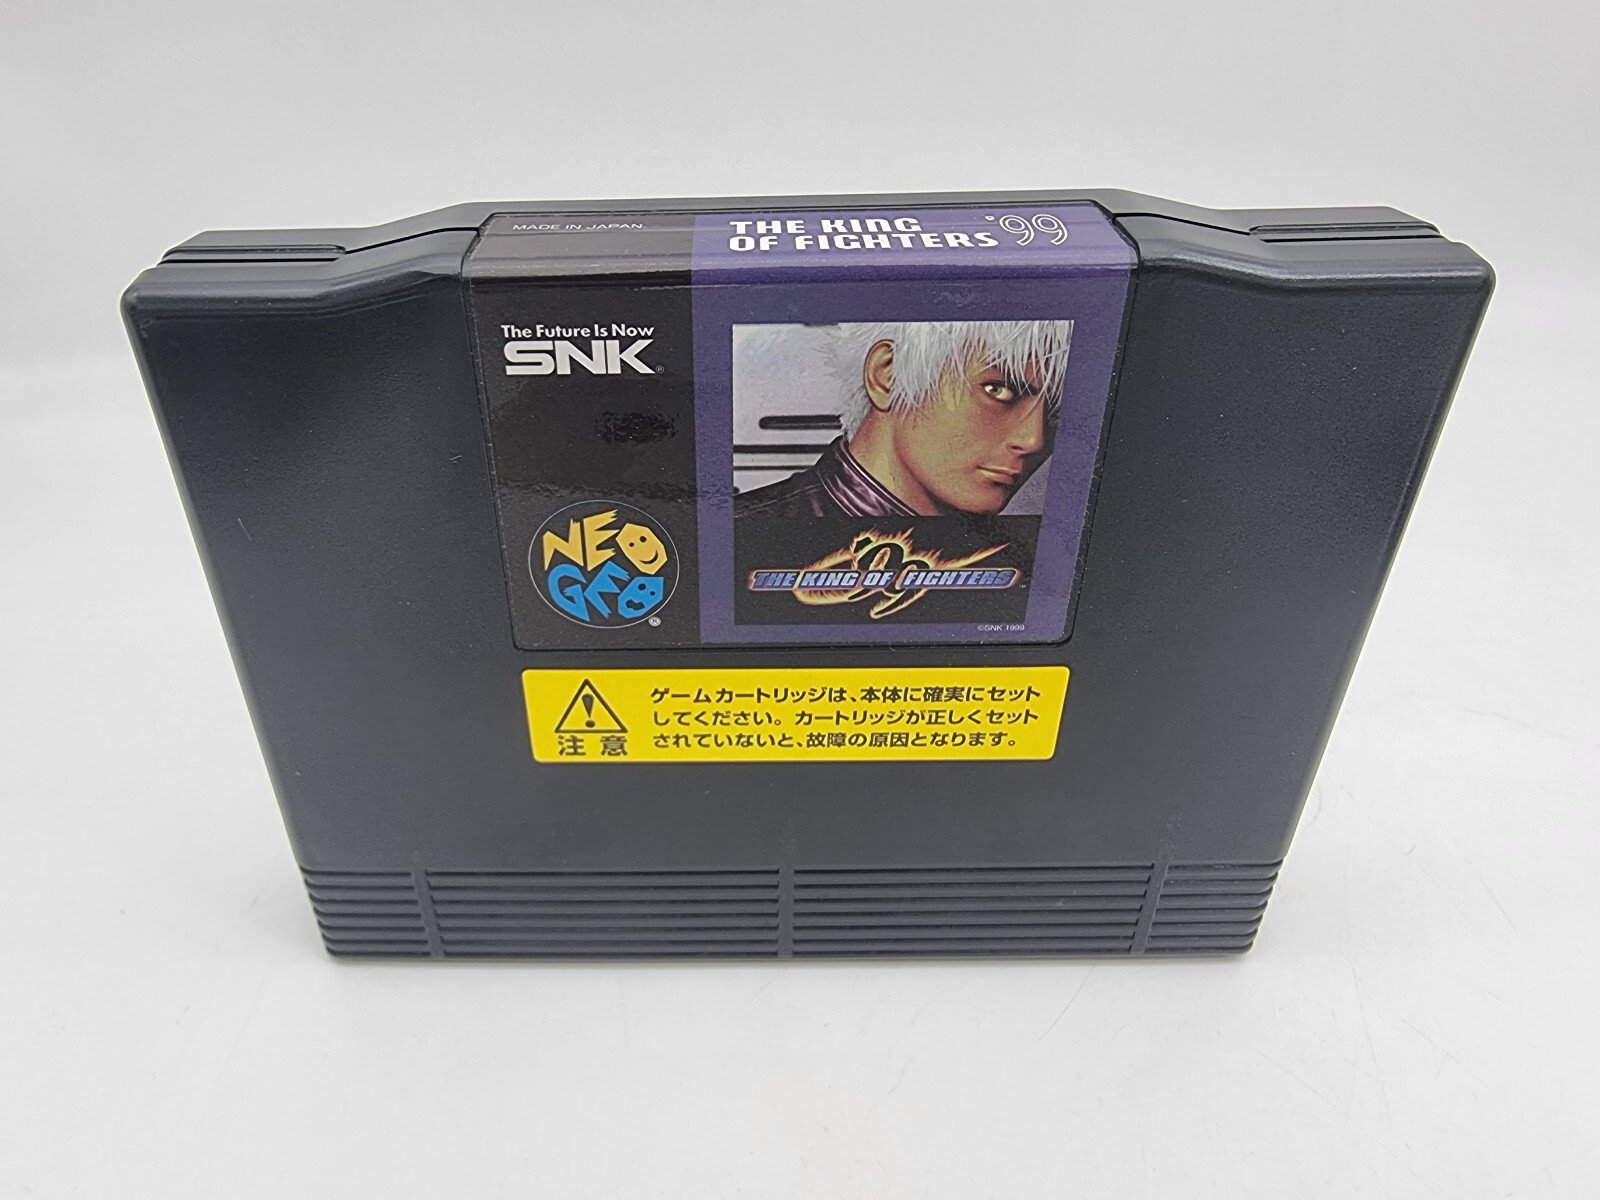 MADE IN JAPAN.
THE KING
OF FIGHTERS '99
The Future Is Now
SNK®
NEO
GEO®
'99
THE KING OF FIGHTERS™
©SNK 1999
注意
ゲームカートリッジは、本体に確実にセット
してください。カートリッジが正しくセット
されていないと、故障の原因となります。